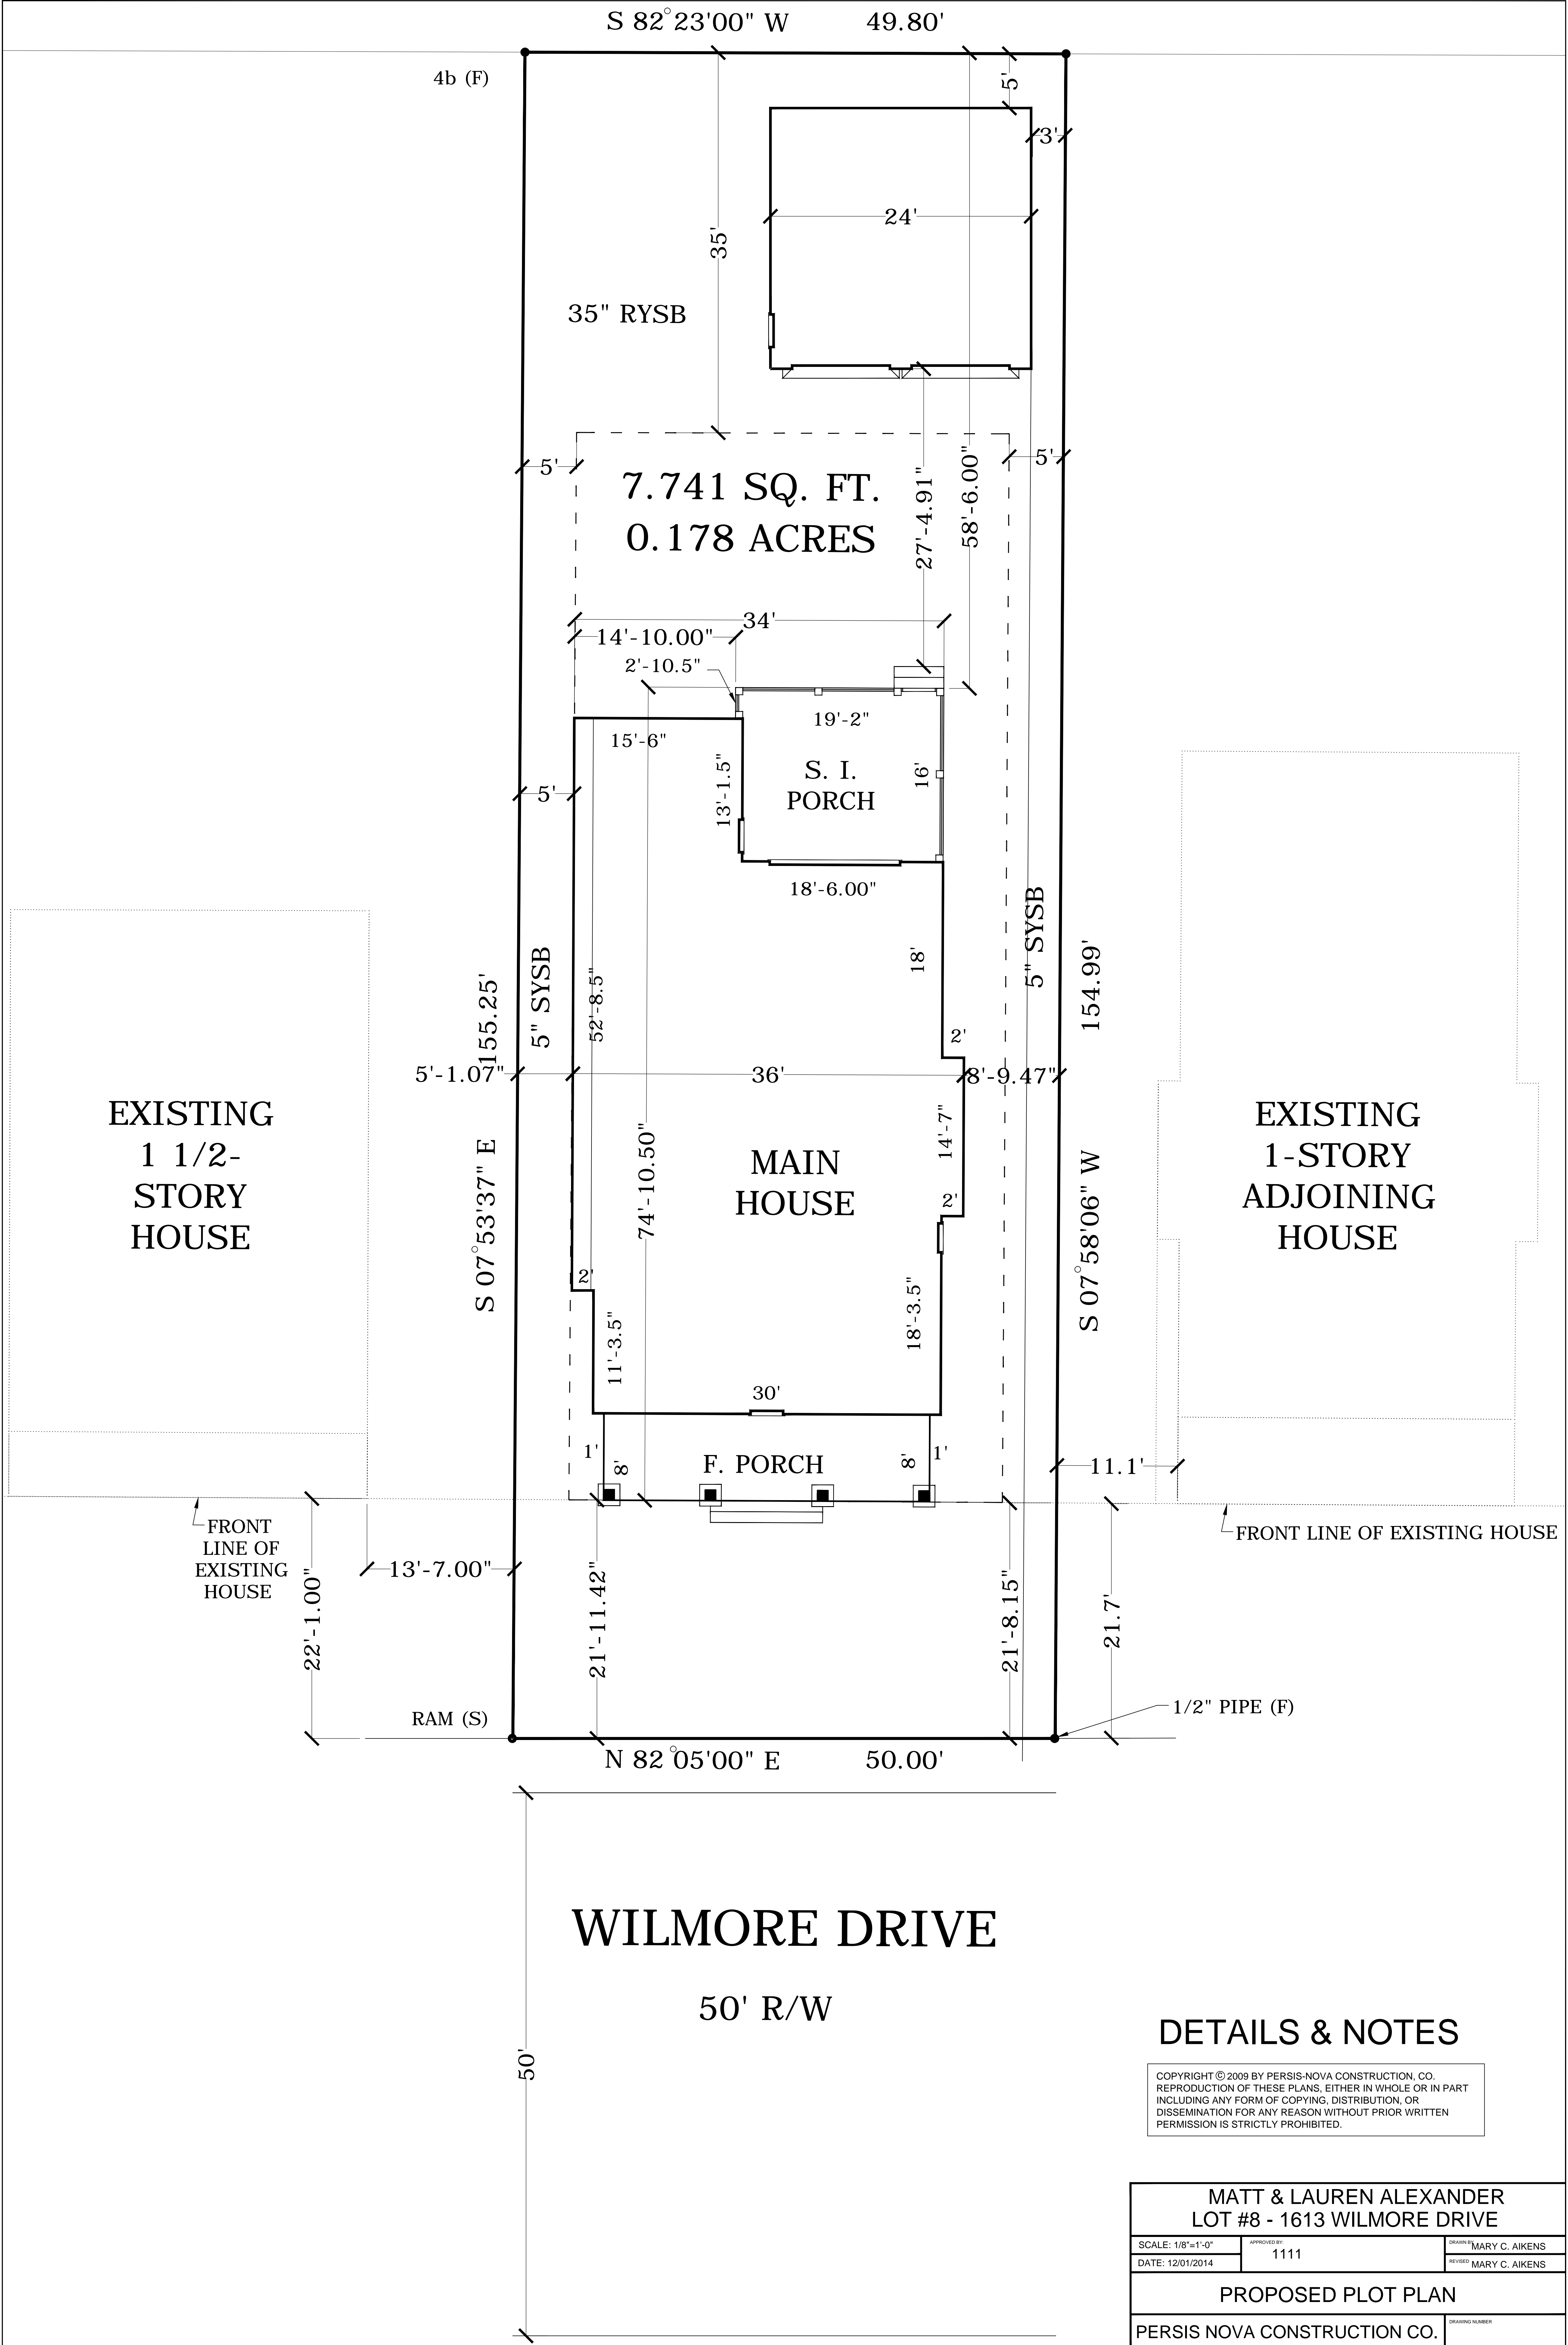 S 82°23'00" W 49.80'
4b (F)
5'
3'
24'
35'
35" RYSB
5'
5'
7.741 SQ. FT.
0.178 ACRES
27'-4.91"
58'-6.00"
34'
14'-10.00"
2'-10.5"
19'-2"
15'-6"
S. I.
PORCH
13'-1.5"
16'
5'
18'-6.00"
18'
5" SYSB
154.99'
155.25'
5" SYSB
52'-8.5"
2'
5'-1.07"
36'
8'-9.47"
EXISTING
1 1/2-
STORY
HOUSE
S 07°53'37" E
74'-10.50"
MAIN
HOUSE
14'-7"
2'
S 07°58'06" W
EXISTING
1-STORY
ADJOINING
HOUSE
2'
11'-3.5"
18'-3.5"
30'
1'
8'
F. PORCH
8'
1'
11.1'
FRONT
LINE OF
EXISTING
HOUSE
FRONT LINE OF EXISTING HOUSE
13'-7.00"
22'-1.00"
21'-11.42"
21'-8.15"
21.7'
RAM (S)
1/2" PIPE (F)
N 82°05'00" E 50.00'
WILMORE DRIVE
50' R/W
50'
DETAILS & NOTES
COPYRIGHT © 2009 BY PERSIS-NOVA CONSTRUCTION, CO.
REPRODUCTION OF THESE PLANS, EITHER IN WHOLE OR IN PART
INCLUDING ANY FORM OF COPYING, DISTRIBUTION, OR
DISSEMINATION FOR ANY REASON WITHOUT PRIOR WRITTEN
PERMISSION IS STRICTLY PROHIBITED.
MATT & LAUREN ALEXANDER
LOT #8 - 1613 WILMORE DRIVE
SCALE: 1/8"=1'-0"
APPROVED BY:
1111
DRAWN BY MARY C. AIKENS
DATE: 12/01/2014
REVISED MARY C. AIKENS
PROPOSED PLOT PLAN
PERSIS NOVA CONSTRUCTION CO.
DRAWING NUMBER